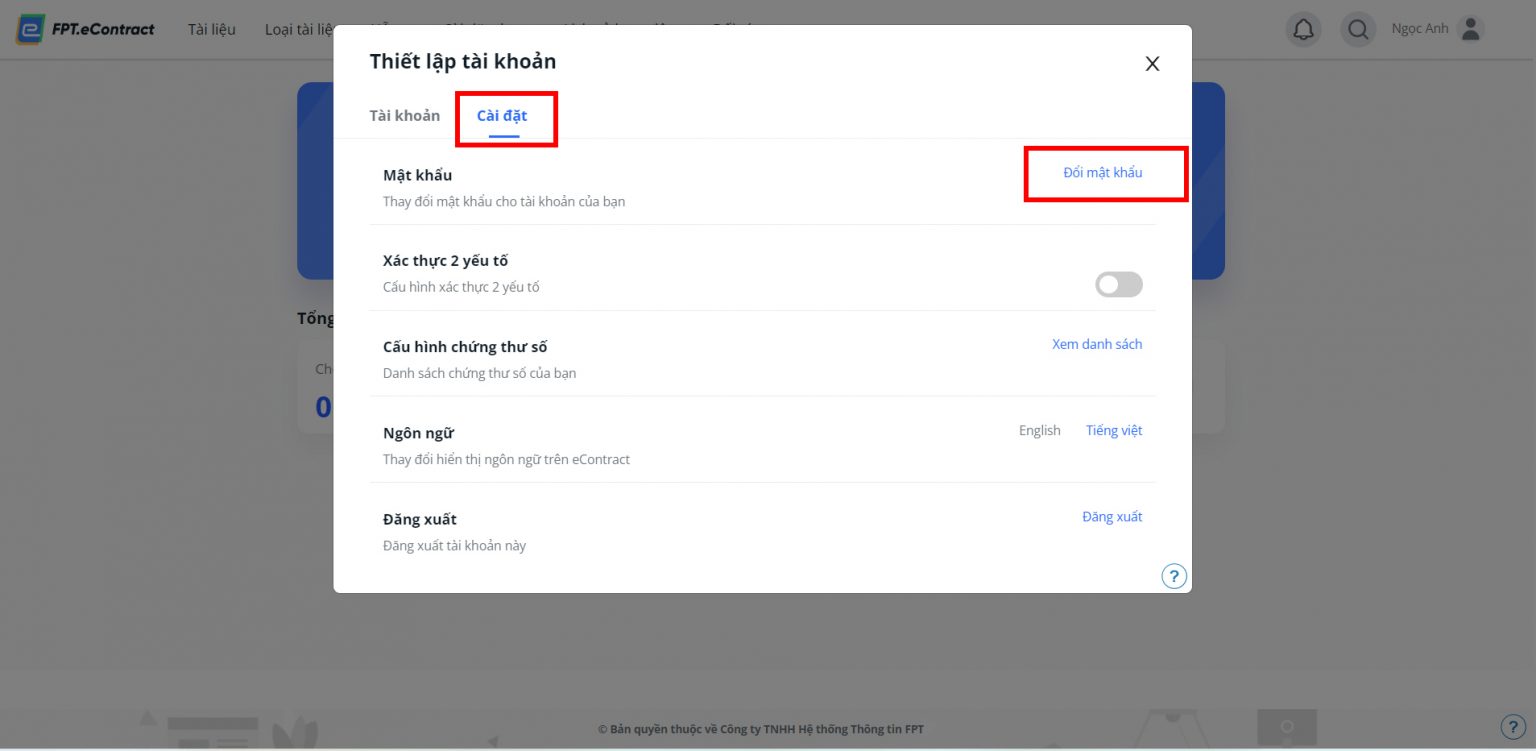 FPT.eContract
Tài liệu
Loại tài liệ
Ngọc Anh
Thiết lập tài khoản
X
Tài khoản
Cài đặt
Mật khẩu
Đổi mật khẩu
Thay đổi mật khẩu cho tài khoản của bạn
Xác thực 2 yếu tố
Cấu hình xác thực 2 yếu tố
Tổng
Cấu hình chứng thư số
Xem danh sách
Danh sách chứng thư số của bạn
Ch
0
Ngôn ngữ
English Tiếng việt
Thay đổi hiển thị ngôn ngữ trên eContract
Đăng xuất
Đăng xuất
Đăng xuất tài khoản này
?
© Bản quyền thuộc về Công ty TNHH Hệ thống Thông tin FPT
?